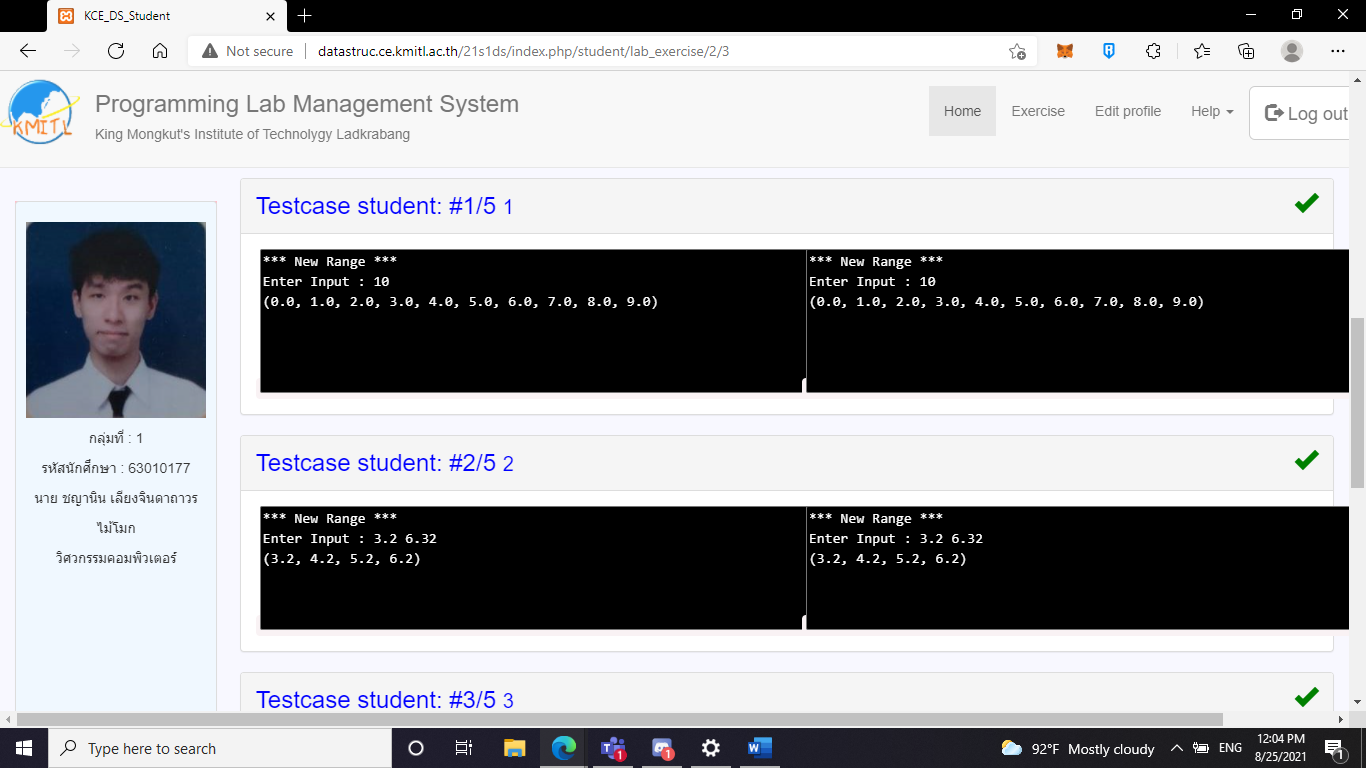 KCE_DS_Student
Not secure
datastruc.ce.kmitl.ac.th/21s1ds/index.php/student/lab_exercise/2/3
KMITL
Programming Lab Management System
King Mongkut's Institute of Technolygy Ladkrabang
Home
Exercise
Edit profile
Help
Log out
กลุ่มที่ : 1
รหัสนักศึกษา : 63010177
นาย ชญานิน เลียงจินดาถาวร
ไม้โมก
วิศวกรรมคอมพิวเตอร์
Testcase student: #1/5 1
*** New Range ***
Enter Input : 10
(0.0, 1.0, 2.0, 3.0, 4.0, 5.0, 6.0, 7.0, 8.0, 9.0)
*** New Range ***
Enter Input : 10
(0.0, 1.0, 2.0, 3.0, 4.0, 5.0, 6.0, 7.0, 8.0, 9.0)
Testcase student: #2/5 2
*** New Range ***
Enter Input : 3.2 6.32
(3.2, 4.2, 5.2, 6.2)
*** New Range ***
Enter Input : 3.2 6.32
(3.2, 4.2, 5.2, 6.2)
Testcase student: #3/5 3
Type here to search
1
1
W
92°F Mostly cloudy
ENG
12:04 PM
8/25/2021
1